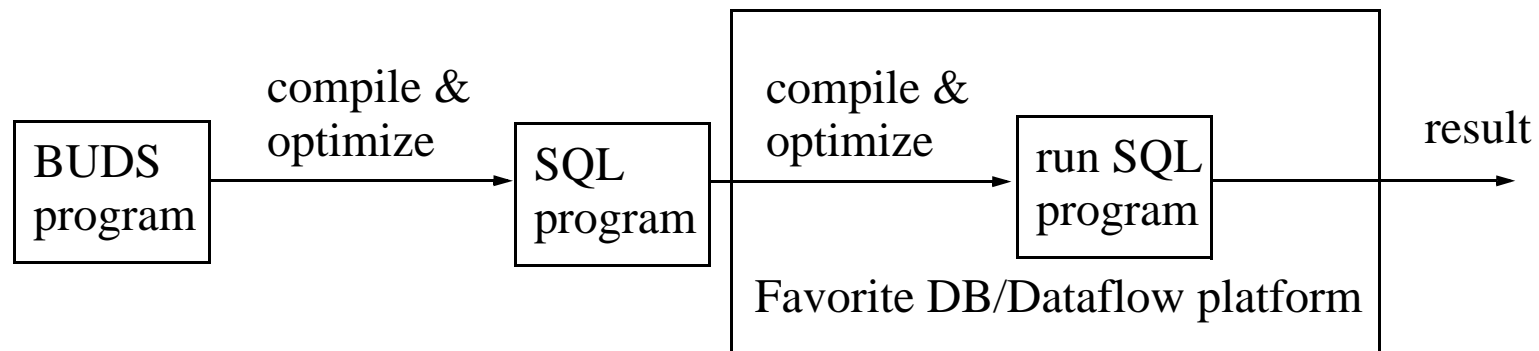 BUDS
program
compile &
optimize
SQL
program
compile &
optimize
run SQL
program
Favorite DB/Dataflow platform
result